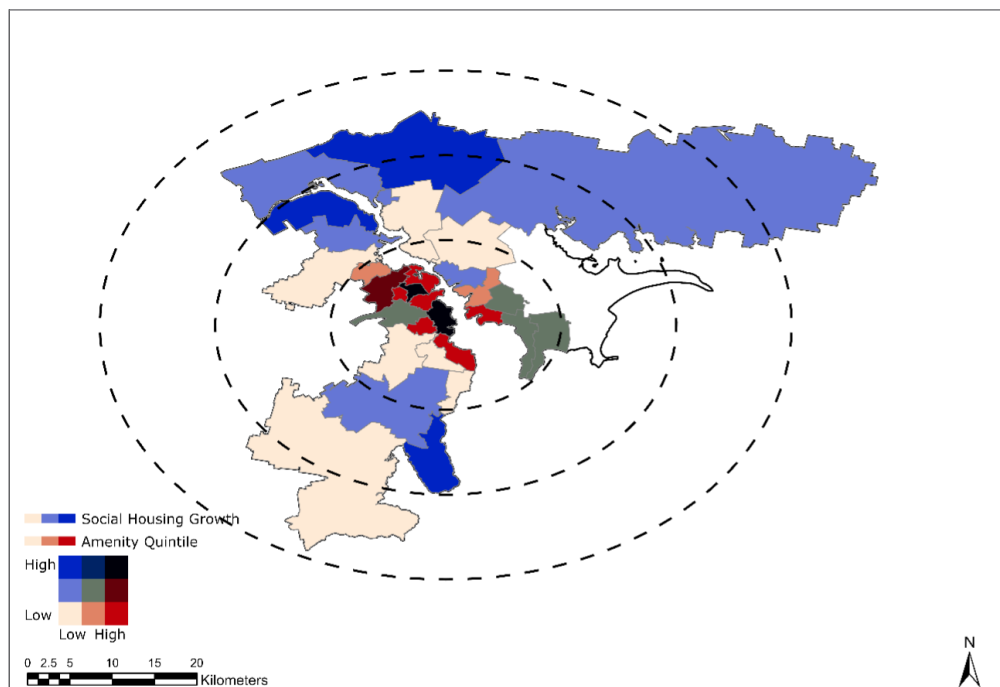 Social Housing Growth
Amenity Quintile
High
Low
Low High
N
0 2.5 5 10 15 20
Kilometers